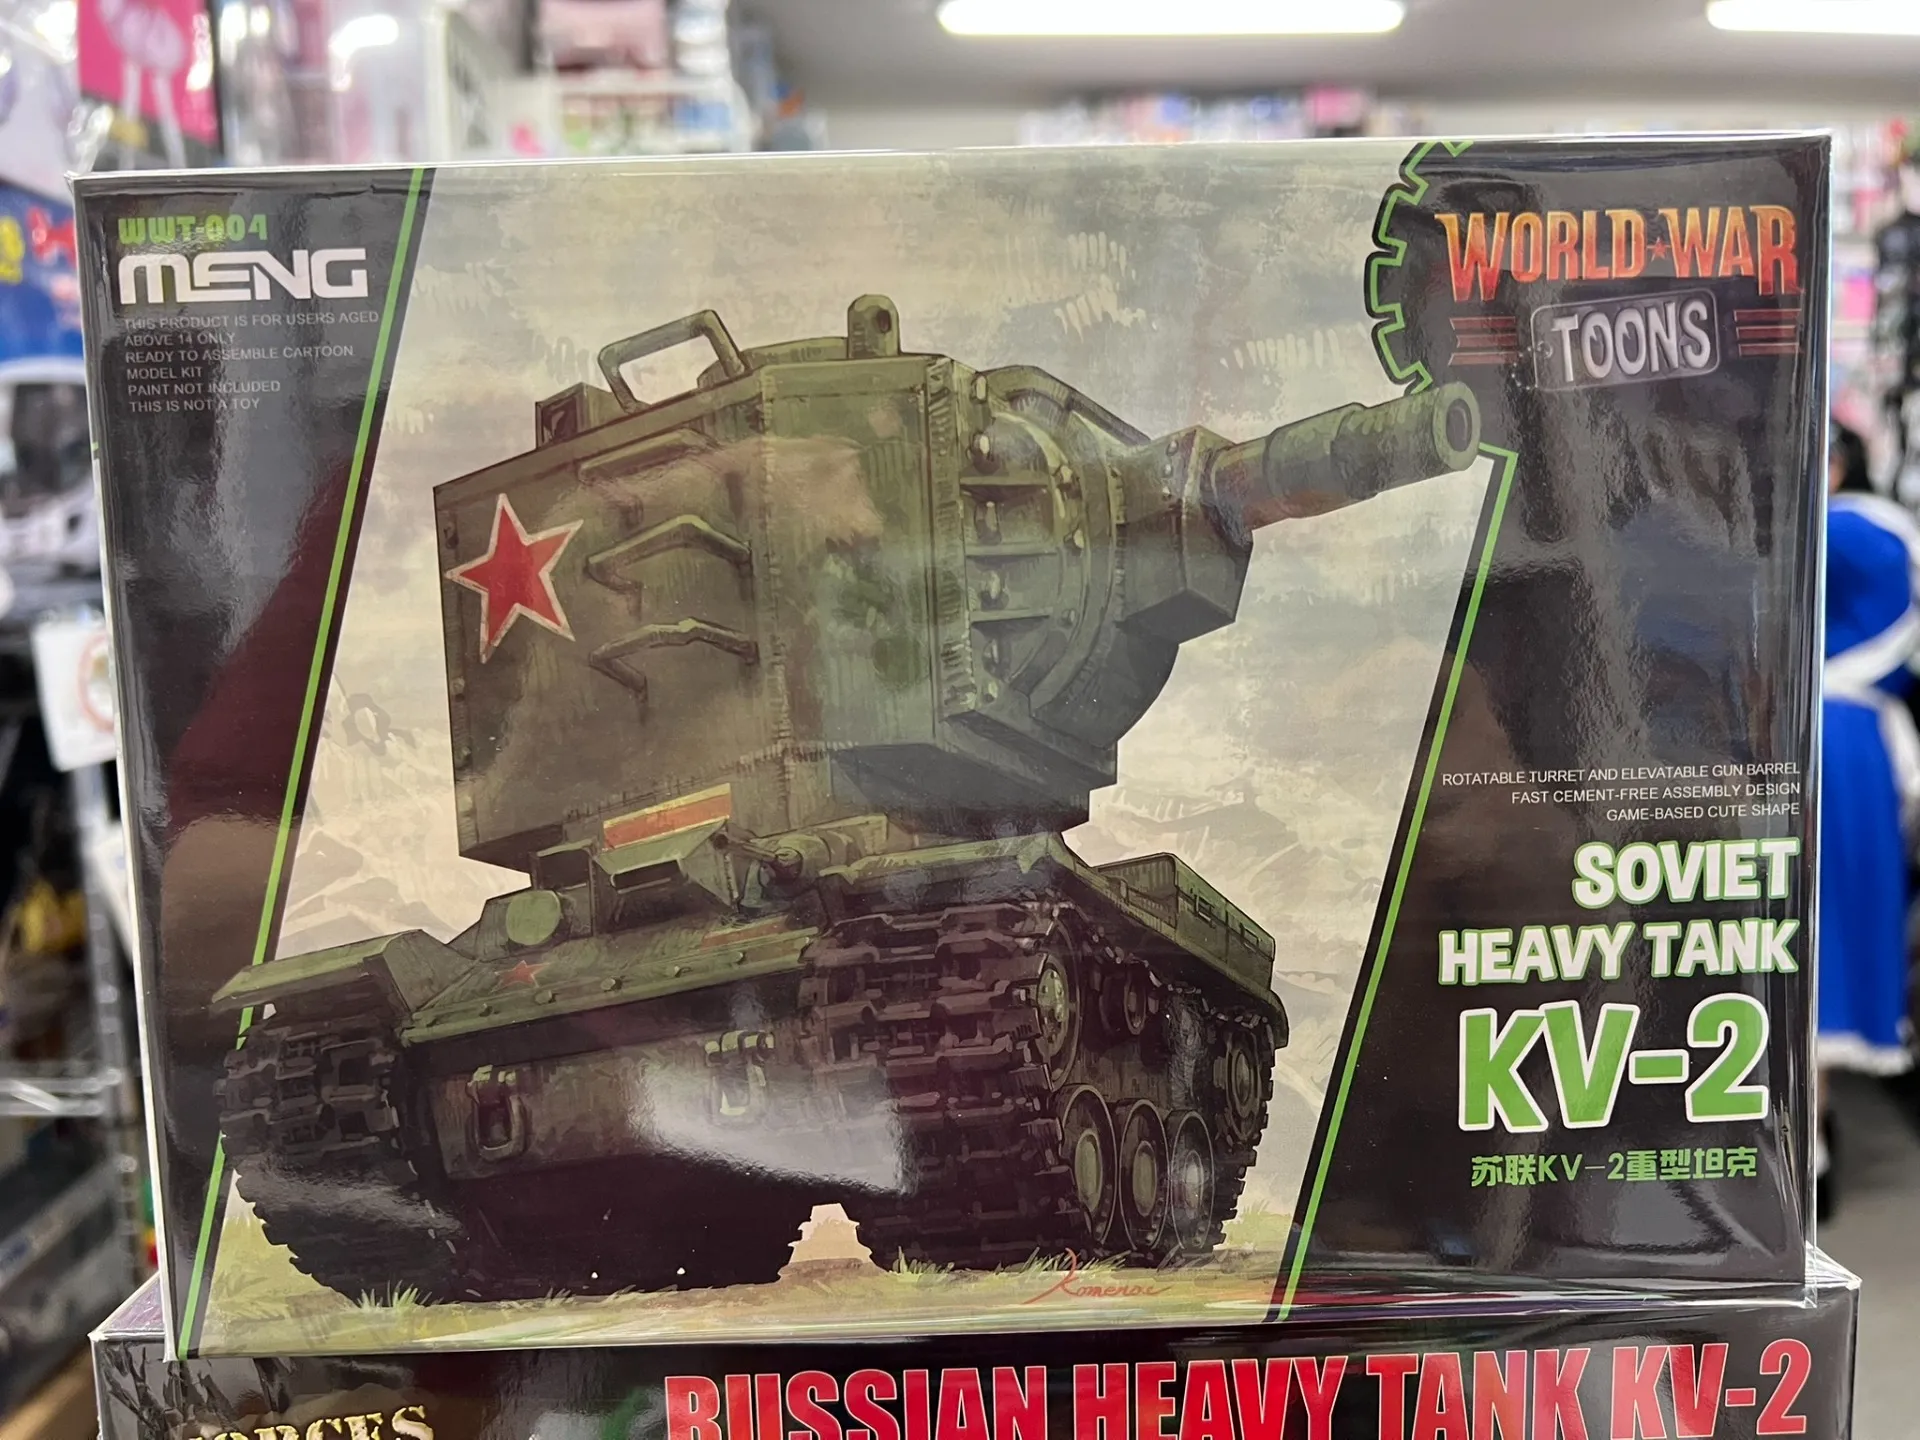 WWT-004
MENG
THIS PRODUCT IS FOR USERS AGED
ABOVE 14 ONLY
READY TO ASSEMBLE CARTOON
MODEL KIT
PAINT NOT INCLUDED
THIS IS NOT A TOY
WORLD WAR
TOONS
ROTATABLE TURRET AND ELEVATABLE GUN BARREL
FAST CEMENT-FREE ASSEMBLY DESIGN
GAME-BASED CUTE SHAPE
SOVIET
HEAVY TANK
KV-2
苏联KV-2重型坦克
RUSSIAN HEAVY TANK KV-2